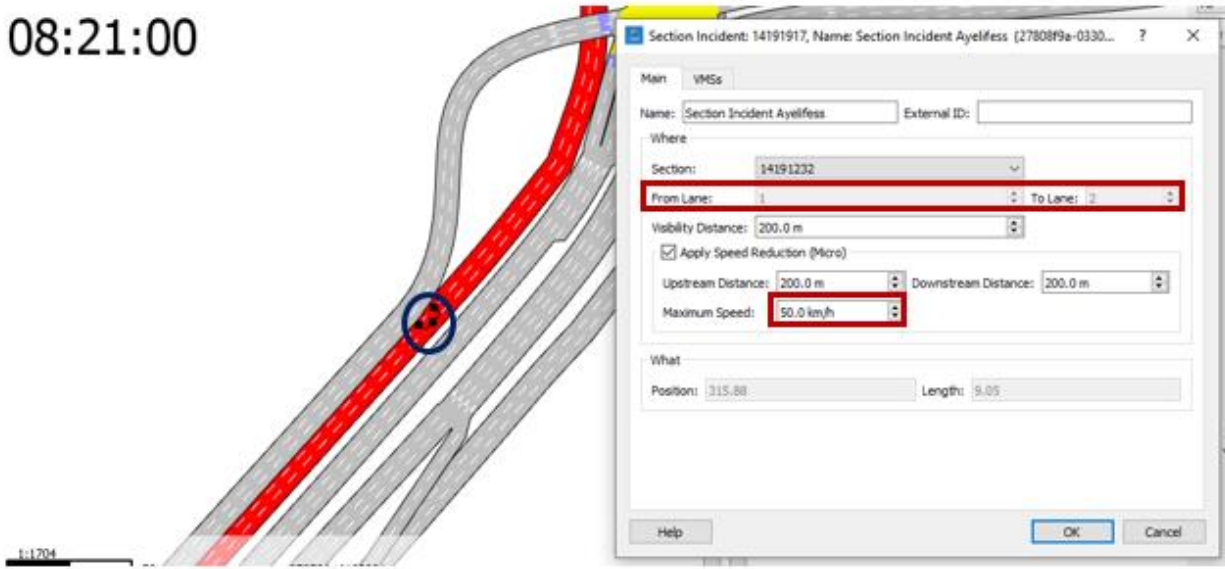 08:21:00
Section Incident: 14191917, Name: Section Incident Ayelifess {27808f9a-0330... ? ×
Main VMSs
Name: Section Incident Ayelifess External ID:
Where
Section: 14191232
From Lane: 1 To Lane: 2
Visibility Distance: 200.0 m
Apply Speed Reduction (Micro)
Upstream Distance: 200.0 m Downstream Distance: 200.0 m
Maximum Speed: 50.0 km/h
What
Position: 315.88 Length: 9.05
Help OK Cancel
1:1704